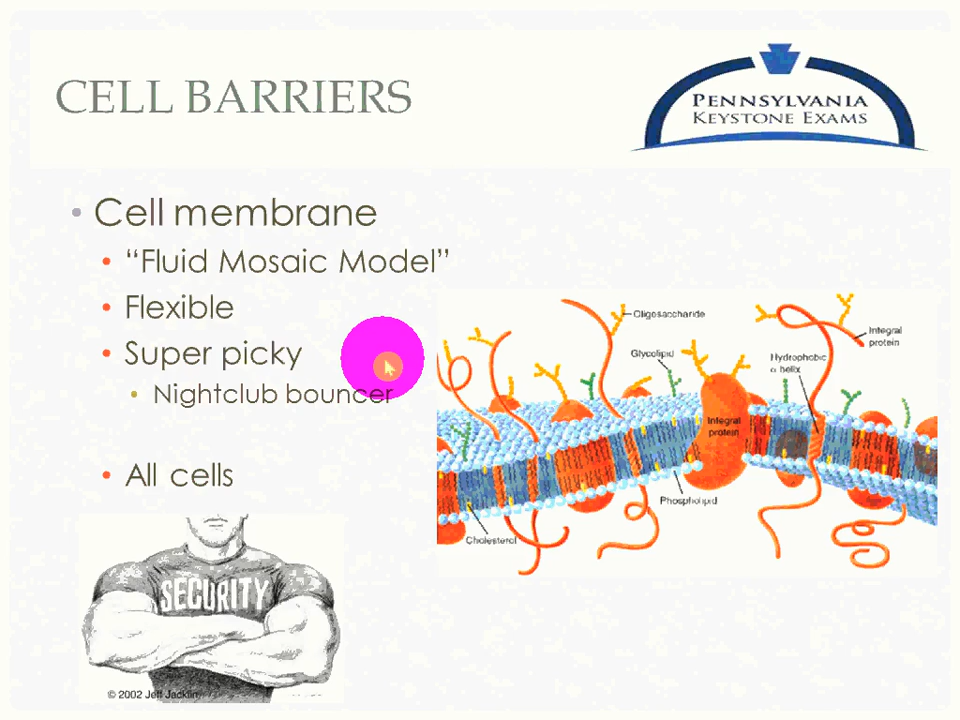 CELL BARRIERS
PENNSYLVANIA
KEYSTONE EXAMS
• Cell membrane
• “Fluid Mosaic Model”
• Flexible
• Super picky
• Nightclub bouncer
• All cells
Oligosaccharide
Glycolipid
Integral
protein
Hydrophobic
α helix
Integral
protein
Phospholipid
Cholesterol
SECURITY
© 2002 Jeff Jacklin